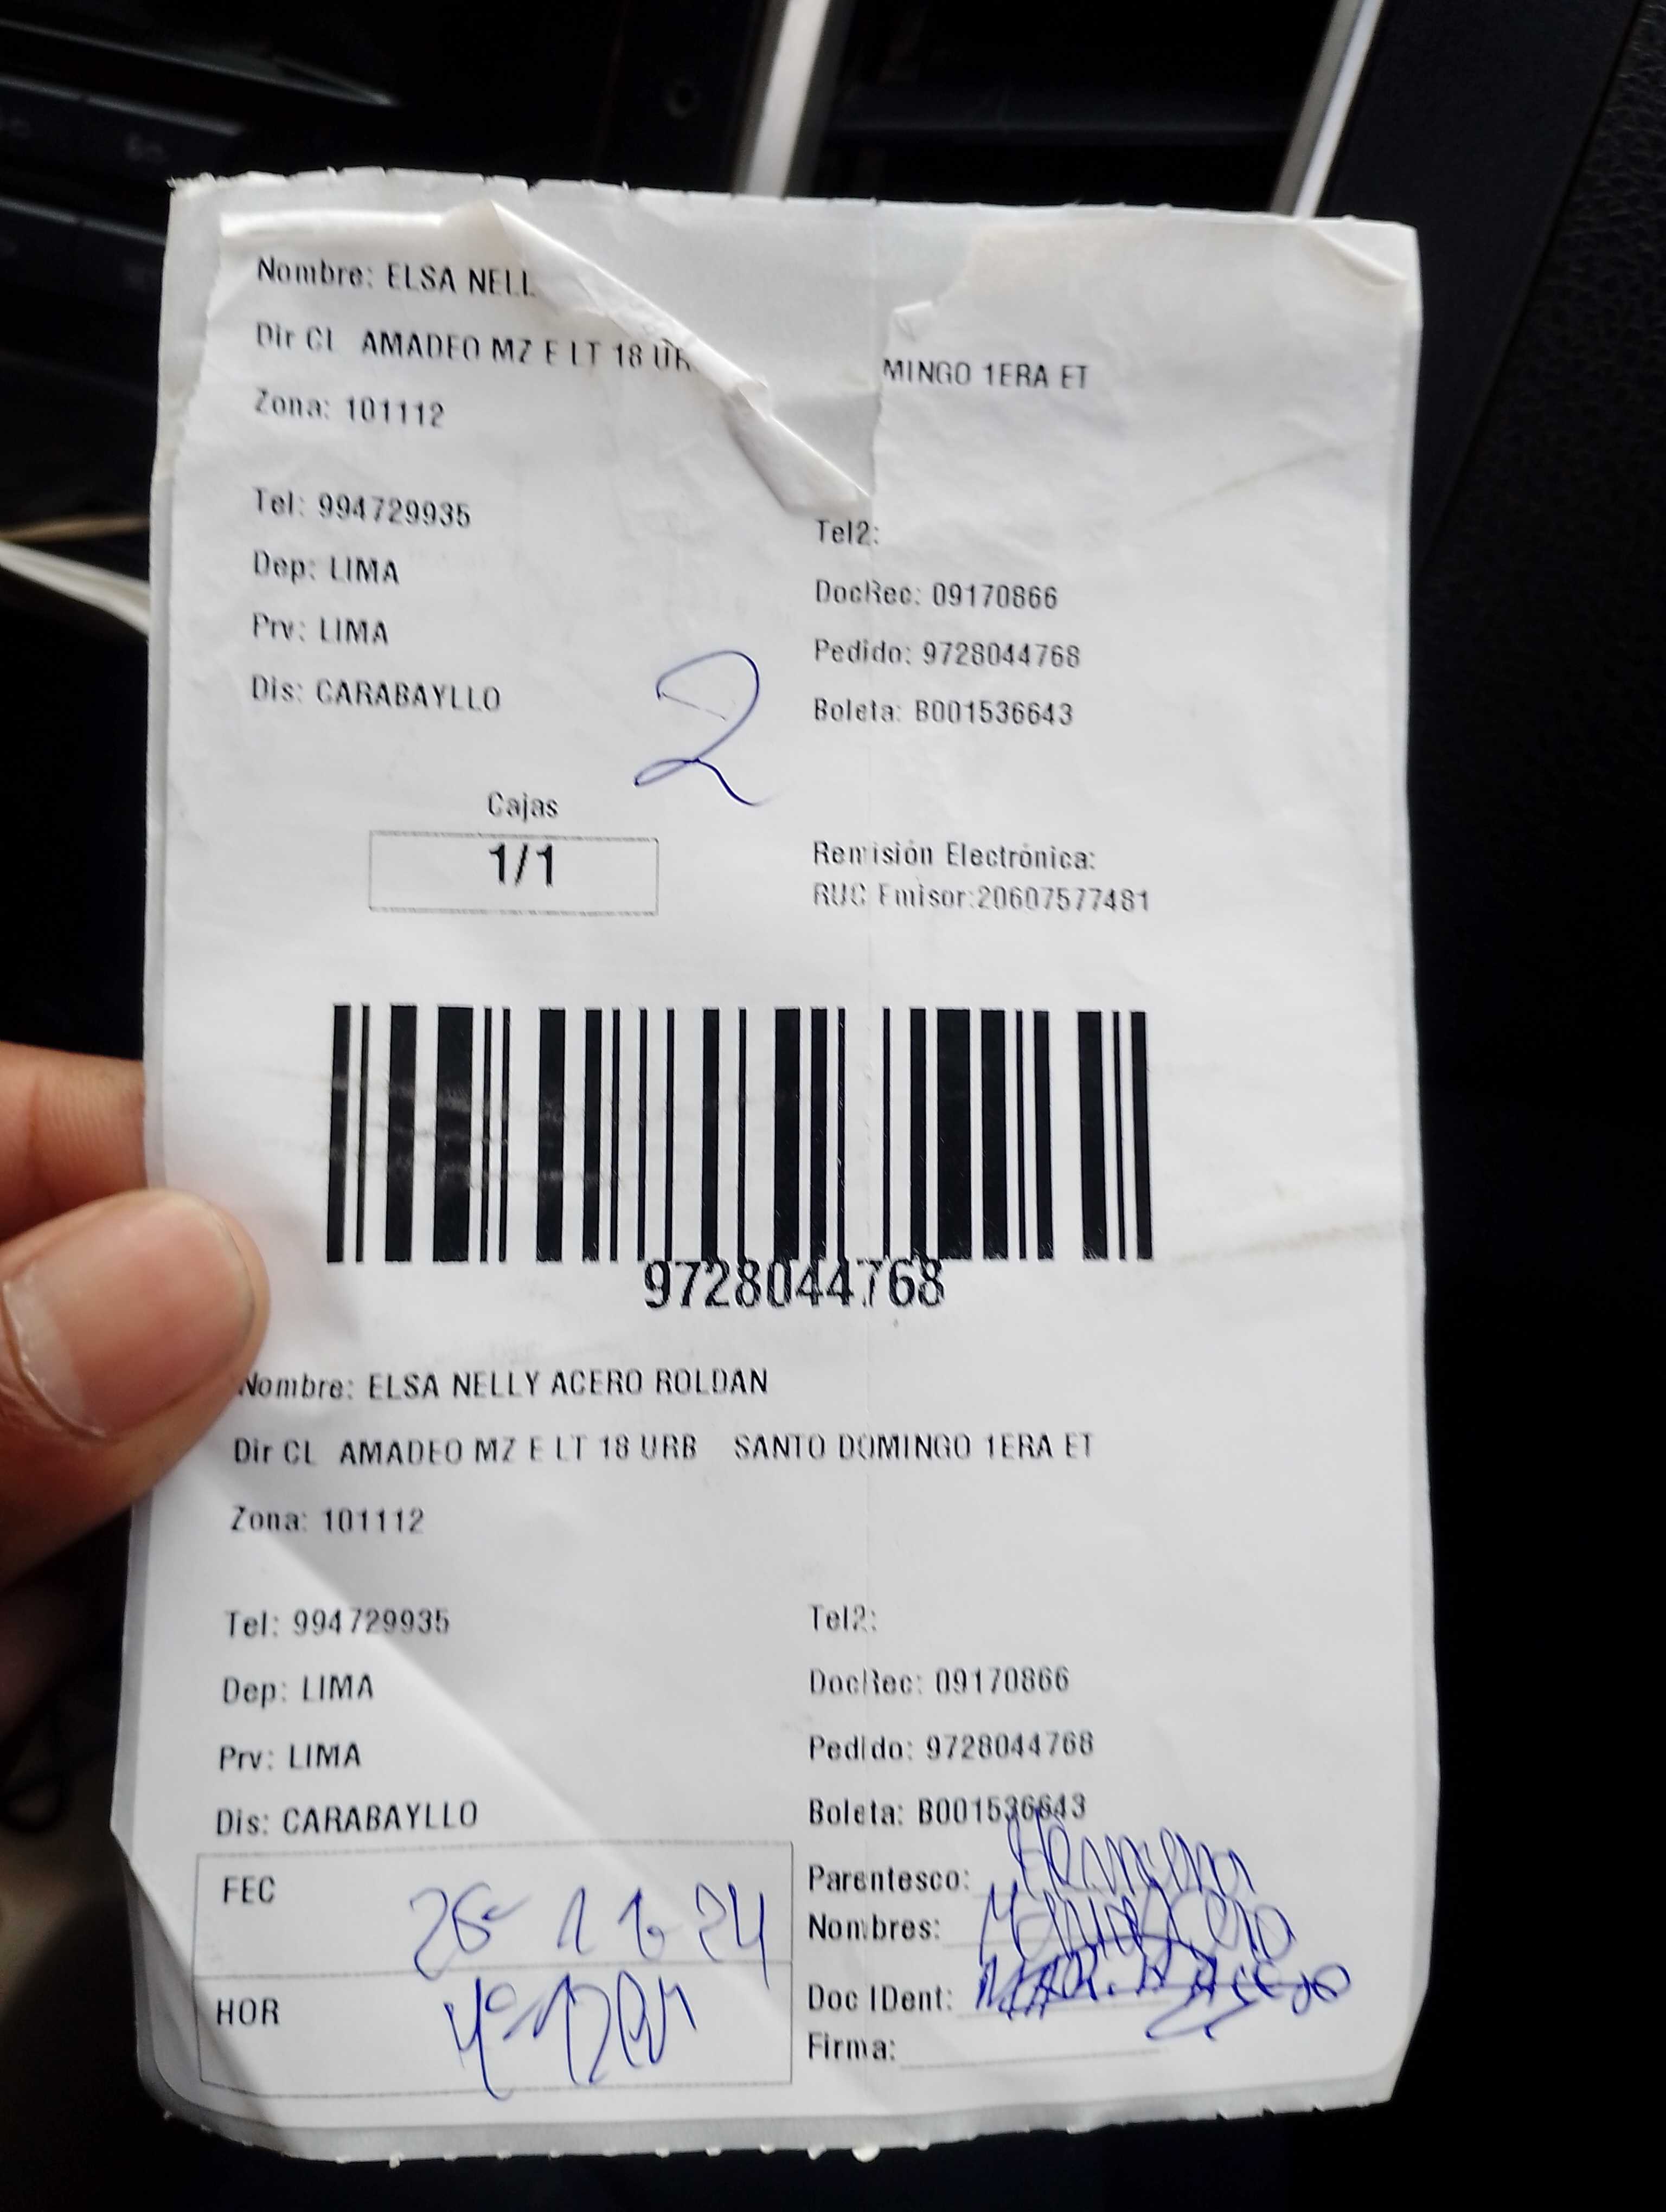 Nombre: ELSA NELL
Dir CL AMADEO MZ E LT 18 UR MINGO 1ERA ET
Zona: 101112
Tel: 994729935 Tel2:
Dep: LIMA DocRec: 09170866
Prv: LIMA Pedido: 9728044768
Dis: CARABAYLLO Boleta: B001536643
2
Cajas
1/1
Remisión Electrónica:
RUC Emisor:20607577481
9728044768
Nombre: ELSA NELLY ACERO ROLDAN
Dir CL AMADEO MZ E LT 18 URB SANTO DOMINGO 1ERA ET
Zona: 101112
Tel: 994729935 Tel2:
Dep: LIMA DocRec: 09170866
Prv: LIMA Pedido: 9728044768
Dis: CARABAYLLO Boleta: B001536643
FEC
Parentesco:
Nombres:
HOR
Doc IDent:
Firma: